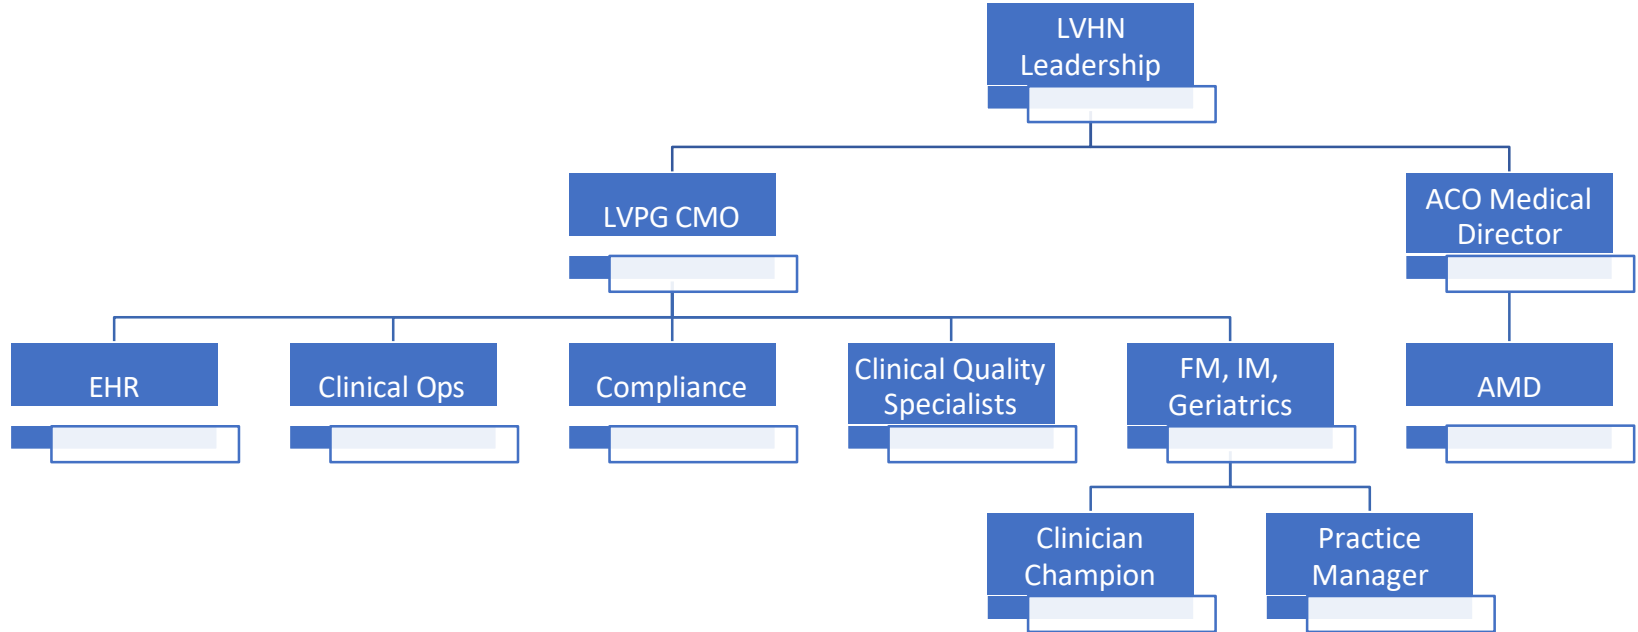 LVHN
Leadership
LVPG CMO
ACO Medical
Director
EHR
Clinical Ops
Compliance
Clinical Quality
Specialists
FM, IM,
Geriatrics
AMD
Clinician
Champion
Practice
Manager